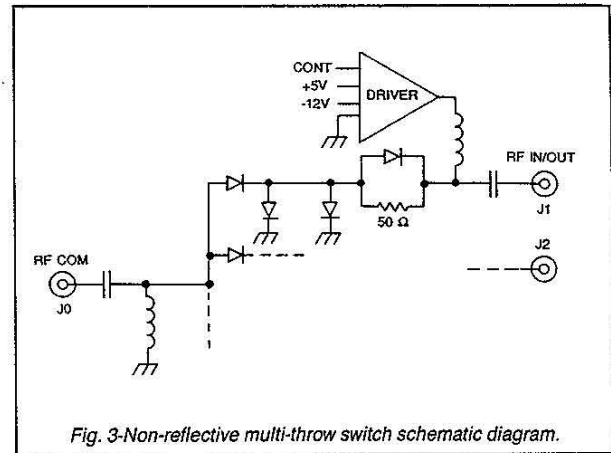 CONT
+5V
-12V
DRIVER
RF IN/OUT
J1
50 Ω
J2
RF COM
J0
Fig. 3-Non-reflective multi-throw switch schematic diagram.